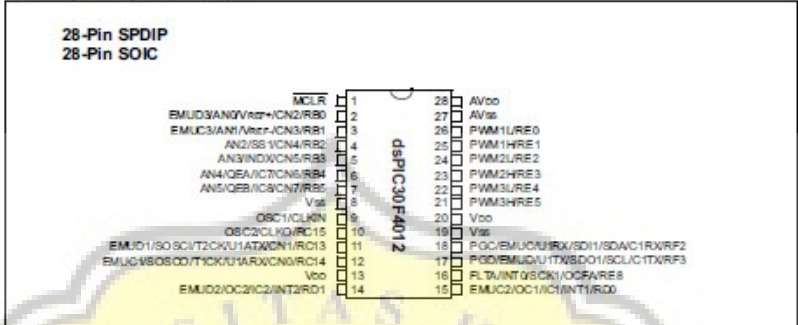 28-Pin SPDIP
28-Pin SOIC
MCLR 1 28 AVDD
EMUD3/AN0/VREF+/CN2/RB0 2 27 AVSS
EMUC3/AN1/VREF-/CN3/RB1 3 26 PWM1L/RE0
AN2/SS1/CN4/RB2 4 25 PWM1H/RE1
AN3/INDX/CN5/RB3 5 24 PWM2L/RE2
AN4/QEA/IC7/CN6/RB4 6 23 PWM2H/RE3
AN5/QEB/IC8/CN7/RB5 7 22 PWM3L/RE4
VSS 8 21 PWM3H/RE5
OSC1/CLKIN 9 20 VDD
OSC2/CLKO/RC15 10 19 VSS
EMUD1/SOSCI/T2CK/U1ATX/CN1/RC13 11 18 PGC/EMUC/U1RX/SDI1/SDA/C1RX/RF2
EMUC1/SOSCO/T1CK/U1ARX/CN0/RC14 12 17 PGD/EMUD/U1TX/SDO1/SCL/C1TX/RF3
VDD 13 16 FLTA/INT0/SCK1/OCFA/RE8
EMUD2/OC2/IC2/INT2/RD1 14 15 EMUC2/OC1/IC1/INT1/RD0
dsPIC30F4012